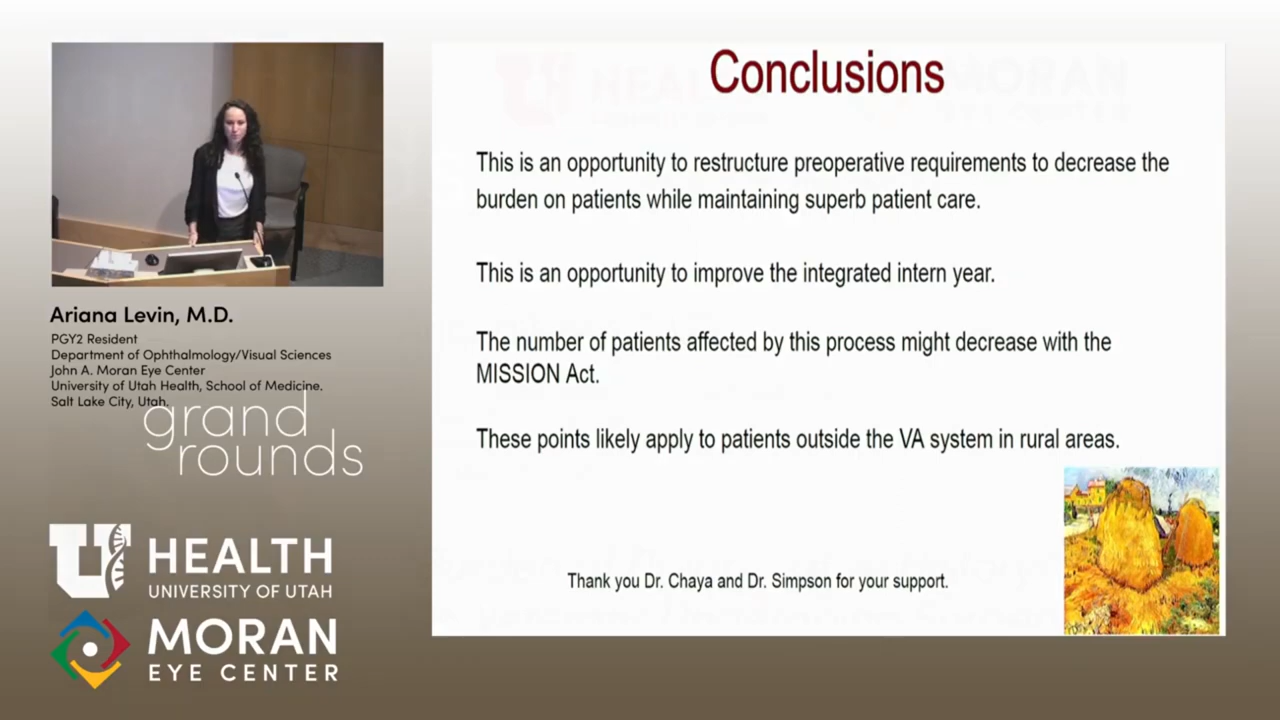 Conclusions
This is an opportunity to restructure preoperative requirements to decrease the
burden on patients while maintaining superb patient care.
This is an opportunity to improve the integrated intern year.
The number of patients affected by this process might decrease with the
MISSION Act.
These points likely apply to patients outside the VA system in rural areas.
Thank you Dr. Chaya and Dr. Simpson for your support.
Ariana Levin, M.D.
PGY2 Resident
Department of Ophthalmology/Visual Sciences
John A. Moran Eye Center
University of Utah Health, School of Medicine.
Salt Lake City, Utah.
grand
rounds
U HEALTH
UNIVERSITY OF UTAH
MORAN
EYE CENTER
HEALTH
MORAN